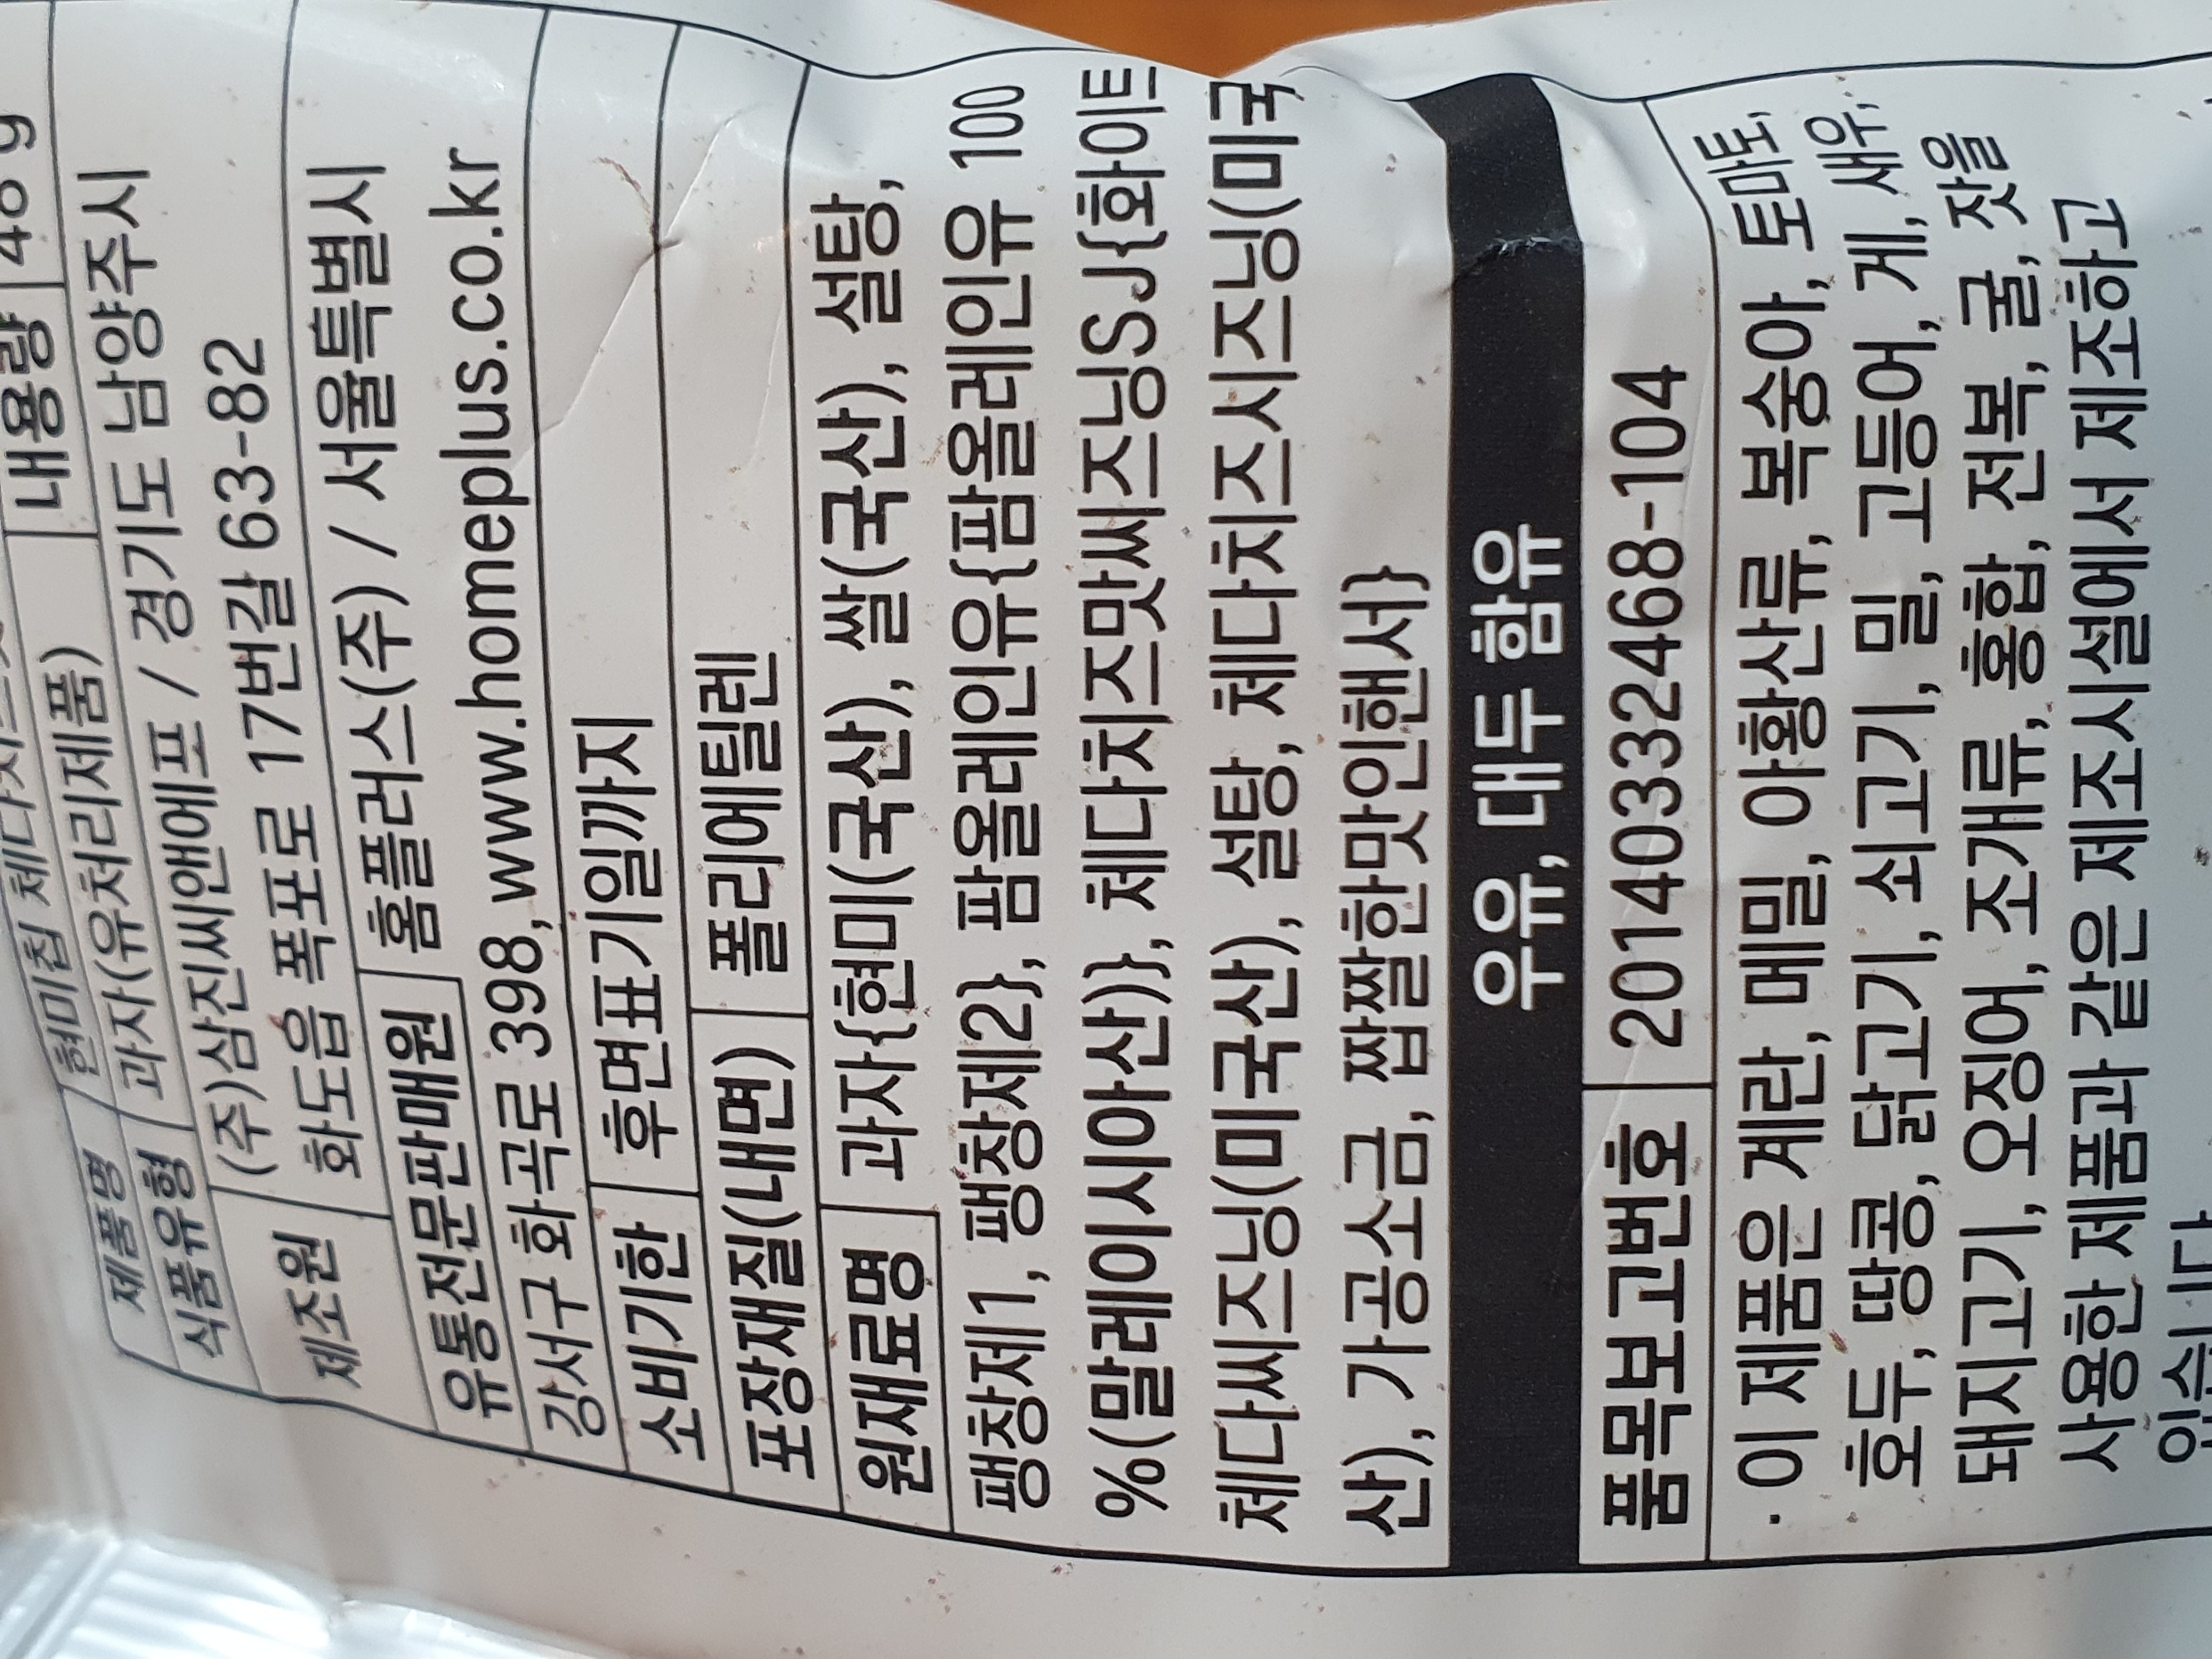 제품명 현미칩 체다치즈맛 내용량 48 g
식품유형 과자(유처리제품)
제조원 (주)삼진씨앤에프 / 경기도 남양주시
화도읍 폭포로 17번길 63-82
유통전문판매원 홈플러스(주) / 서울특별시
강서구 화곡로 398, www.homeplus.co.kr
소비기한 후면표기일까지
포장재질(내면) 폴리에틸렌
원재료명 과자{현미(국산), 쌀(국산), 설탕,
팽창제1, 팽창제2}, 팜올레인유{팜올레인유 100
%(말레이시아산)}, 체다치즈맛씨즈닝SJ{화이트
체다씨즈닝(미국산), 설탕, 체다치즈시즈닝(미국
산), 가공소금, 짭짤한맛인핸서}
우유, 대두 함유
품목보고번호 20140332468-104
· 이 제품은 계란, 메밀, 아황산류, 복숭아, 토마토,
호두, 땅콩, 닭고기, 쇠고기, 밀, 고등어, 게, 새우,
돼지고기, 오징어, 조개류, 홍합, 전복, 굴, 잣을
사용한 제품과 같은 제조시설에서 제조하고
있습니다